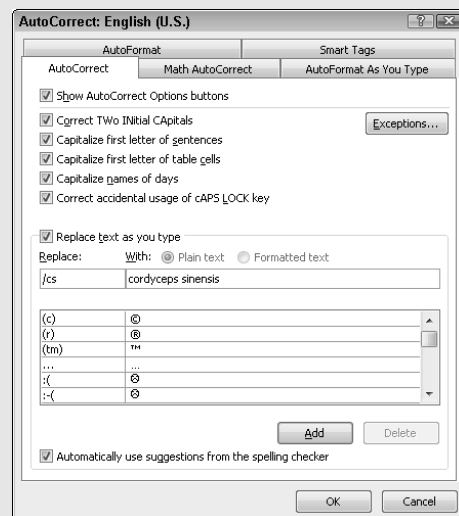 AutoCorrect: English (U.S.)
AutoFormat Smart Tags
AutoCorrect Math AutoCorrect AutoFormat As You Type
Show AutoCorrect Options buttons
Correct TWo INitial CApitals
Exceptions...
Capitalize first letter of sentences
Capitalize first letter of table cells
Capitalize names of days
Correct accidental usage of cAPS LOCK key
Replace text as you type
Replace: With: Plain text Formatted text
/cs cordyceps sinensis
(c) ©
(r) ®
(tm) ™
... …
:( ☹
:-( ☹
Add Delete
Automatically use suggestions from the spelling checker
OK Cancel